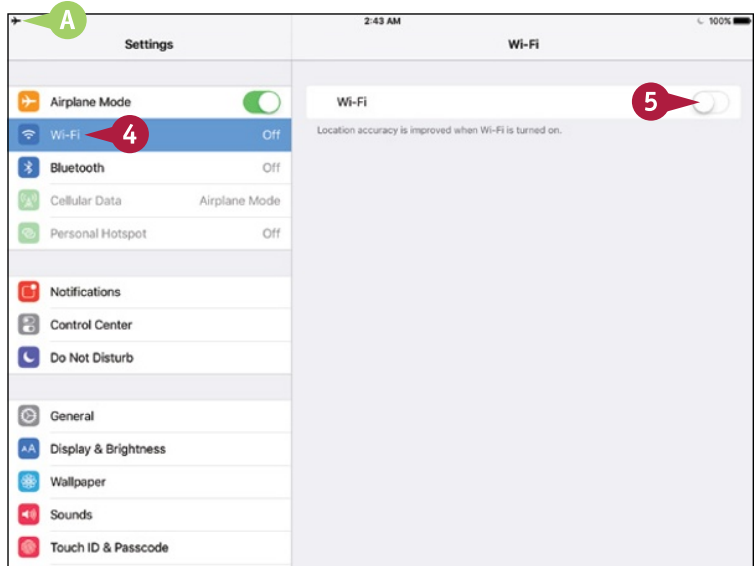 A
2:43 AM
100%
Settings
Wi-Fi
Airplane Mode
Wi-Fi 4 Off
Bluetooth Off
Cellular Data Airplane Mode
Personal Hotspot Off
Notifications
Control Center
Do Not Disturb
General
AA Display & Brightness
Wallpaper
Sounds
Touch ID & Passcode
Wi-Fi 5
Location accuracy is improved when Wi-Fi is turned on.